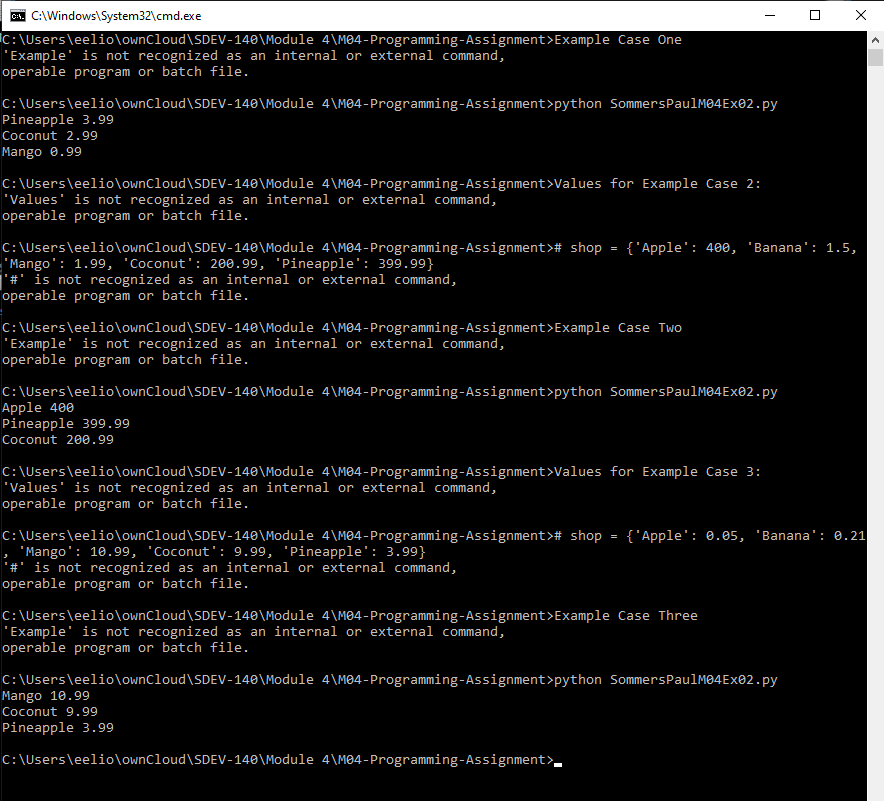 C:\Windows\System32\cmd.exe
C:\Users\eelio\ownCloud\SDEV-140\Module 4\M04-Programming-Assignment>Example Case One
'Example' is not recognized as an internal or external command,
operable program or batch file.
C:\Users\eelio\ownCloud\SDEV-140\Module 4\M04-Programming-Assignment>python SommersPaulM04Ex02.py
Pineapple 3.99
Coconut 2.99
Mango 0.99
C:\Users\eelio\ownCloud\SDEV-140\Module 4\M04-Programming-Assignment>Values for Example Case 2:
'Values' is not recognized as an internal or external command,
operable program or batch file.
C:\Users\eelio\ownCloud\SDEV-140\Module 4\M04-Programming-Assignment># shop = {'Apple': 400, 'Banana': 1.5,
'Mango': 1.99, 'Coconut': 200.99, 'Pineapple': 399.99}
'#' is not recognized as an internal or external command,
operable program or batch file.
C:\Users\eelio\ownCloud\SDEV-140\Module 4\M04-Programming-Assignment>Example Case Two
'Example' is not recognized as an internal or external command,
operable program or batch file.
C:\Users\eelio\ownCloud\SDEV-140\Module 4\M04-Programming-Assignment>python SommersPaulM04Ex02.py
Apple 400
Pineapple 399.99
Coconut 200.99
C:\Users\eelio\ownCloud\SDEV-140\Module 4\M04-Programming-Assignment>Values for Example Case 3:
'Values' is not recognized as an internal or external command,
operable program or batch file.
C:\Users\eelio\ownCloud\SDEV-140\Module 4\M04-Programming-Assignment># shop = {'Apple': 0.05, 'Banana': 0.21
, 'Mango': 10.99, 'Coconut': 9.99, 'Pineapple': 3.99}
'#' is not recognized as an internal or external command,
operable program or batch file.
C:\Users\eelio\ownCloud\SDEV-140\Module 4\M04-Programming-Assignment>Example Case Three
'Example' is not recognized as an internal or external command,
operable program or batch file.
C:\Users\eelio\ownCloud\SDEV-140\Module 4\M04-Programming-Assignment>python SommersPaulM04Ex02.py
Mango 10.99
Coconut 9.99
Pineapple 3.99
C:\Users\eelio\ownCloud\SDEV-140\Module 4\M04-Programming-Assignment>